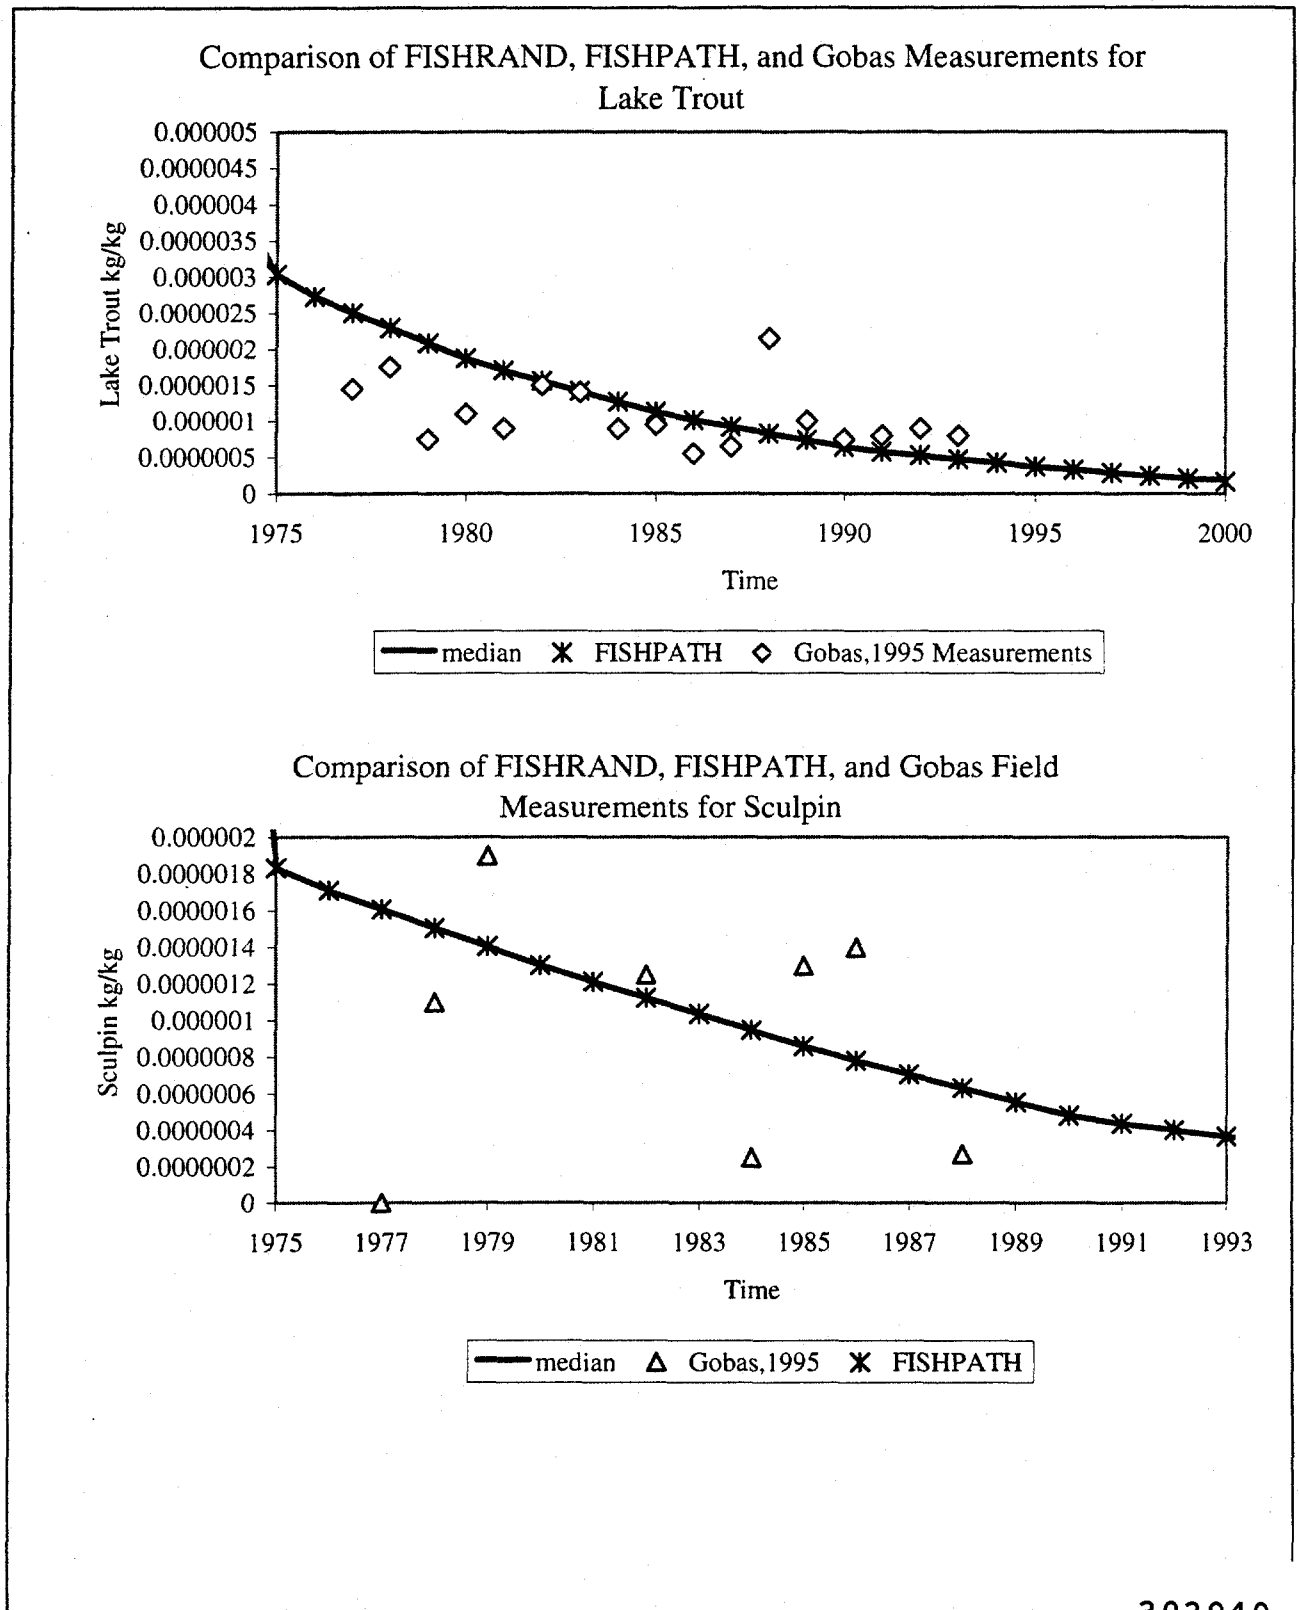 Comparison of FISHRAND, FISHPATH, and Gobas Measurements for
Lake Trout
0.000005
0.0000045
0.000004
0.0000035
0.000003
0.0000025
0.000002
0.0000015
0.000001
0.0000005
0
Lake Trout kg/kg
1975 1980 1985 1990 1995 2000
Time
median FISHPATH Gobas,1995 Measurements
Comparison of FISHRAND, FISHPATH, and Gobas Field
Measurements for Sculpin
0.000002
0.0000018
0.0000016
0.0000014
0.0000012
0.000001
0.0000008
0.0000006
0.0000004
0.0000002
0
Sculpin kg/kg
1975 1977 1979 1981 1983 1985 1987 1989 1991 1993
Time
median Gobas,1995 FISHPATH